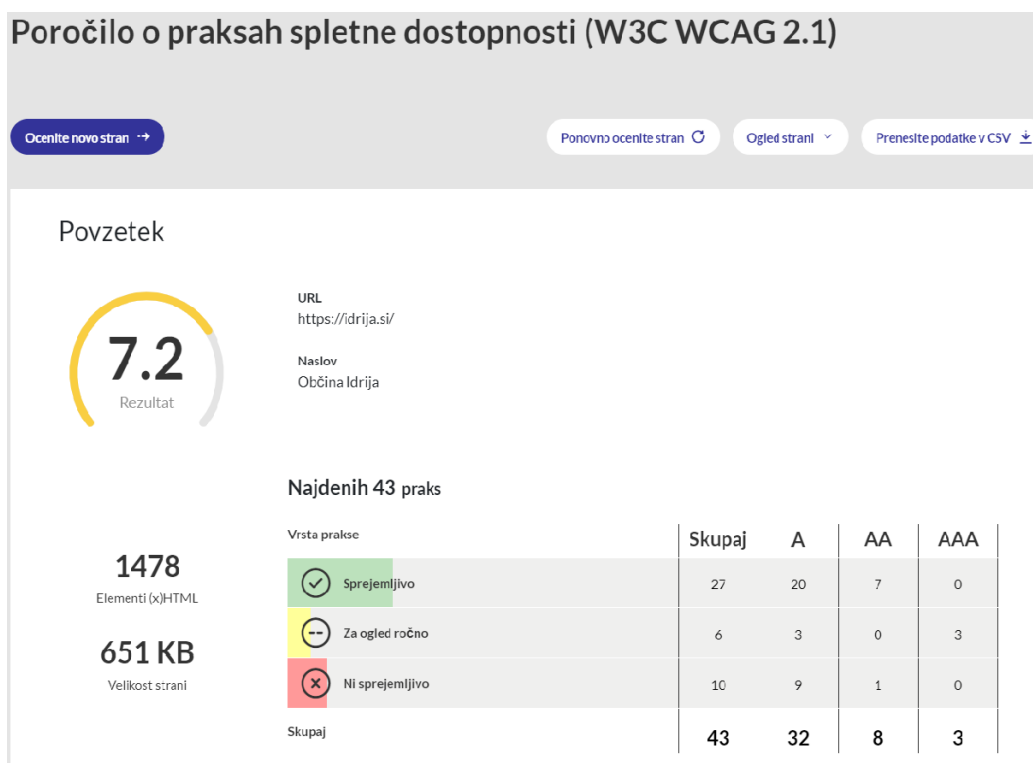 Poročilo o praksah spletne dostopnosti (W3C WCAG 2.1)
Ocenite novo stran
Ponovno ocenite stran
Ogled strani
Prenesite podatke v CSV
Povzetek
7.2
Rezultat
URL
https://idrija.si/
Naslov
Občina Idrija
Najdenih 43 praks
Vrsta prakse Skupaj A AA AAA
Sprejemljivo 27 20 7 0
Za ogled ročno 6 3 0 3
Ni sprejemljivo 10 9 1 0
Skupaj 43 32 8 3
1478
Elementi (x)HTML
651 KB
Velikost strani